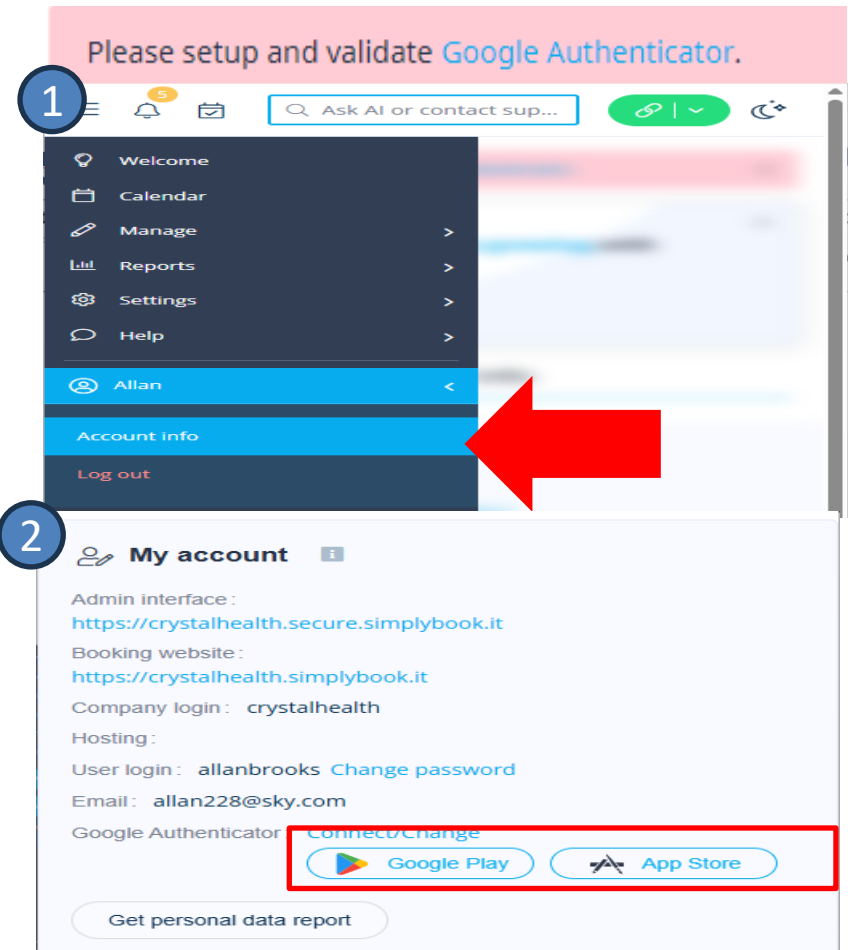 Please setup and validate Google Authenticator.
1
5
Ask AI or contact sup...
Welcome
Calendar
Manage >
Reports >
Settings >
Help >
Allan <
Account info
Log out
2
My account i
Admin interface:
https://crystalhealth.secure.simplybook.it
Booking website:
https://crystalhealth.simplybook.it
Company login: crystalhealth
Hosting:
User login: allanbrooks Change password
Email: allan228@sky.com
Google Authenticator: Connect/Change
Google Play App Store
Get personal data report